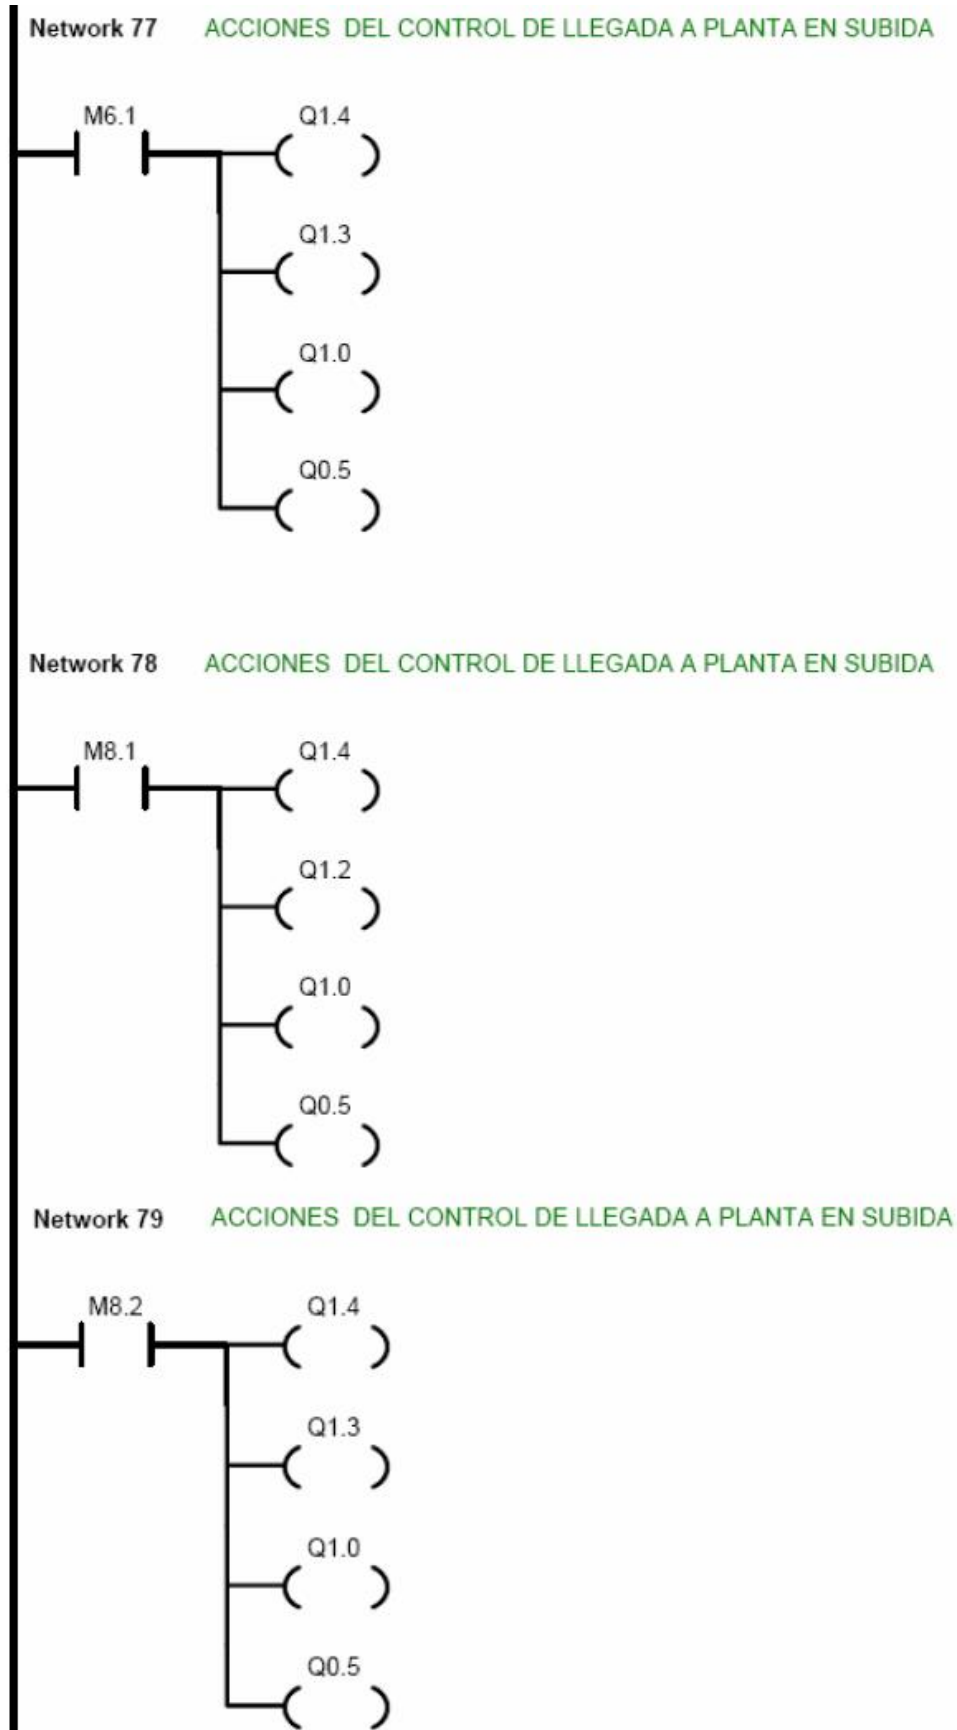 Network 77 ACCIONES DEL CONTROL DE LLEGADA A PLANTA EN SUBIDA
M6.1 Q1.4
Q1.3
Q1.0
Q0.5
Network 78 ACCIONES DEL CONTROL DE LLEGADA A PLANTA EN SUBIDA
M8.1 Q1.4
Q1.2
Q1.0
Q0.5
Network 79 ACCIONES DEL CONTROL DE LLEGADA A PLANTA EN SUBIDA
M8.2 Q1.4
Q1.3
Q1.0
Q0.5